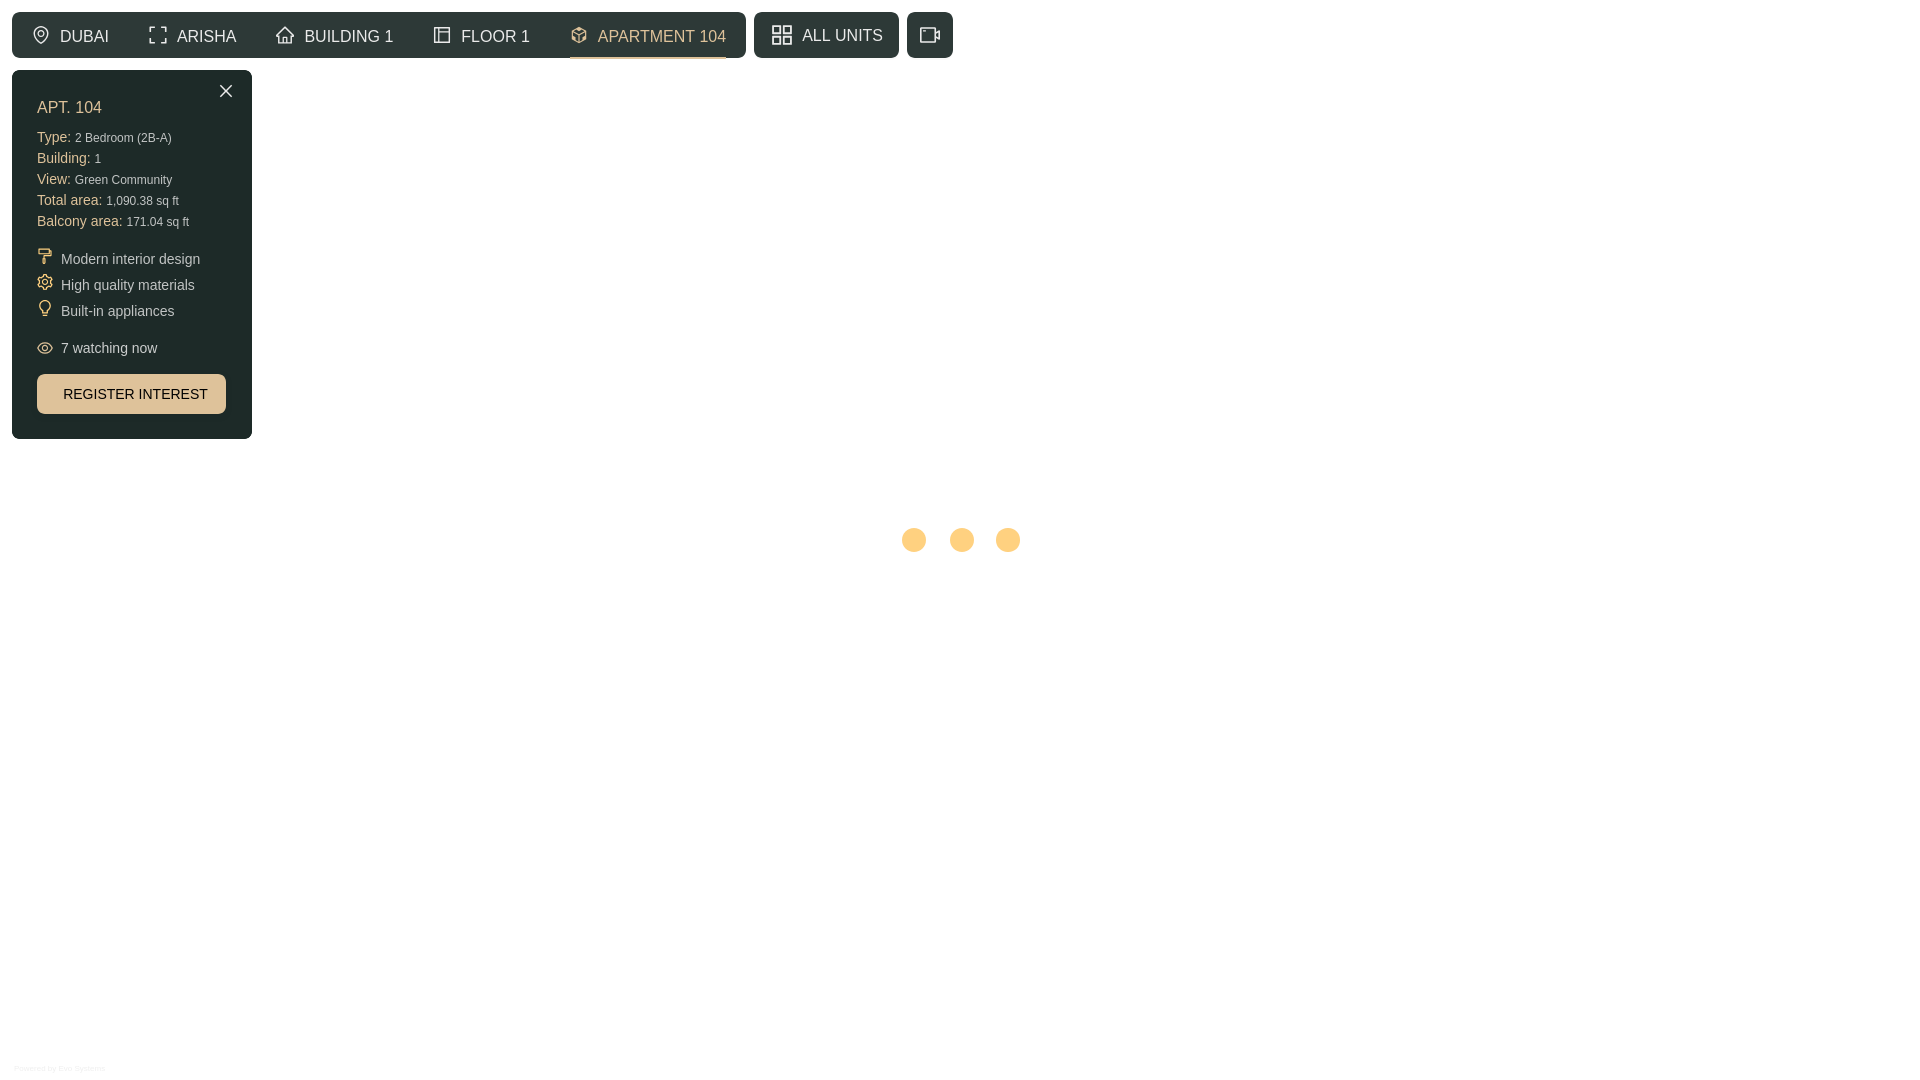 DUBAI
ARISHA
BUILDING 1
FLOOR 1
APARTMENT 104
ALL UNITS
APT. 104
Type: 2 Bedroom (2B-A)
Building: 1
View: Green Community
Total area: 1,090.38 sq ft
Balcony area: 171.04 sq ft
Modern interior design
High quality materials
Built-in appliances
7 watching now
REGISTER INTEREST